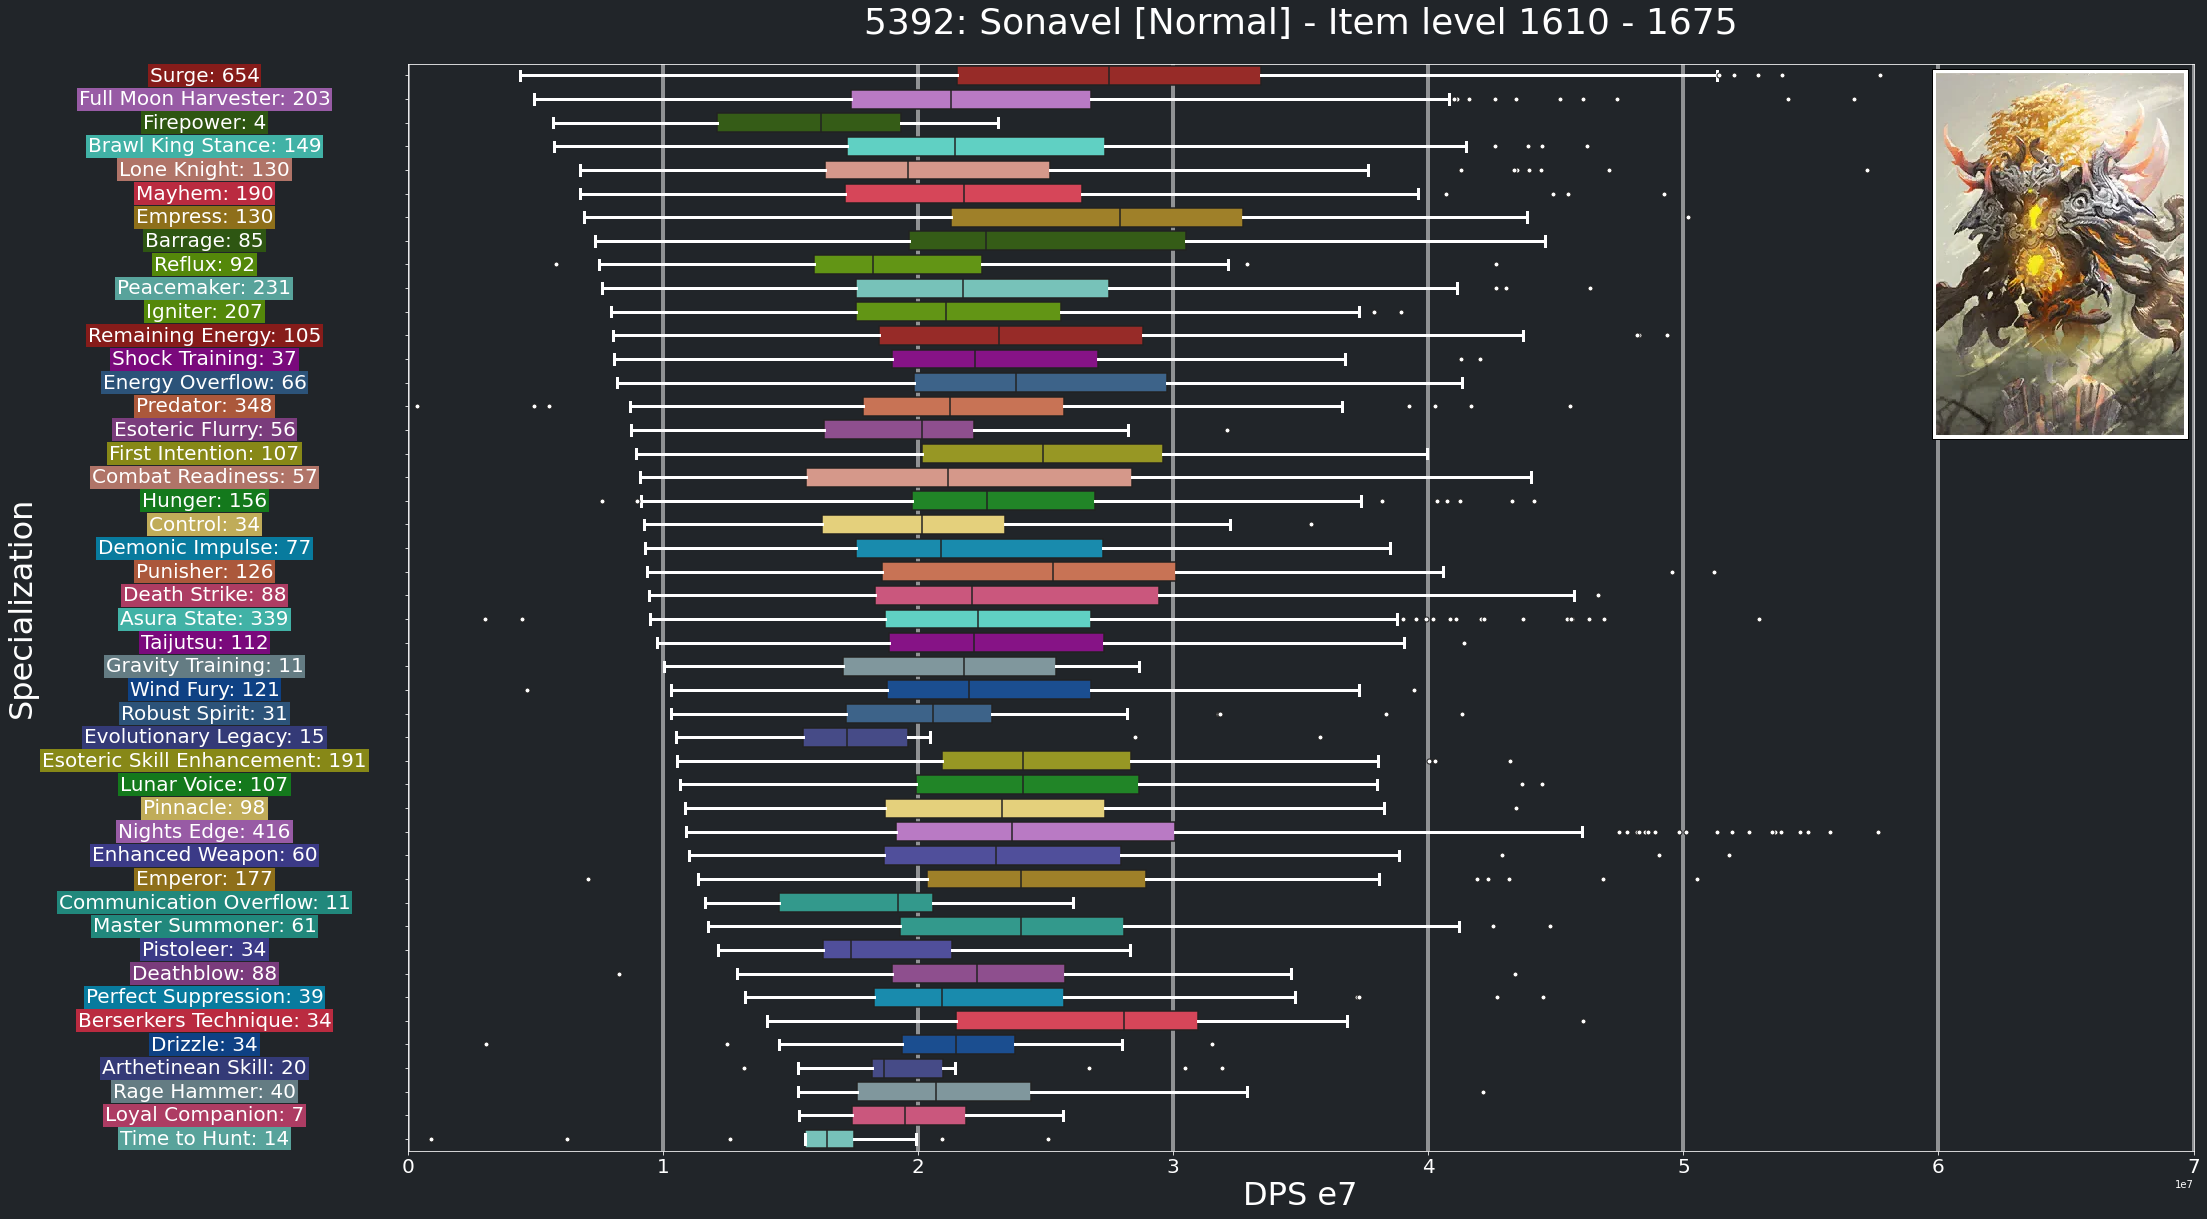 5392: Sonavel [Normal] - Item level 1610 - 1675
Specialization
Surge: 654
Full Moon Harvester: 203
Firepower: 4
Brawl King Stance: 149
Lone Knight: 130
Mayhem: 190
Empress: 130
Barrage: 85
Reflux: 92
Peacemaker: 231
Igniter: 207
Remaining Energy: 105
Shock Training: 37
Energy Overflow: 66
Predator: 348
Esoteric Flurry: 56
First Intention: 107
Combat Readiness: 57
Hunger: 156
Control: 34
Demonic Impulse: 77
Punisher: 126
Death Strike: 88
Asura State: 339
Taijutsu: 112
Gravity Training: 11
Wind Fury: 121
Robust Spirit: 31
Evolutionary Legacy: 15
Esoteric Skill Enhancement: 191
Lunar Voice: 107
Pinnacle: 98
Nights Edge: 416
Enhanced Weapon: 60
Emperor: 177
Communication Overflow: 11
Master Summoner: 61
Pistoleer: 34
Deathblow: 88
Perfect Suppression: 39
Berserkers Technique: 34
Drizzle: 34
Arthetinean Skill: 20
Rage Hammer: 40
Loyal Companion: 7
Time to Hunt: 14
0 1 2 3 4 5 6 7
1e7
DPS e7